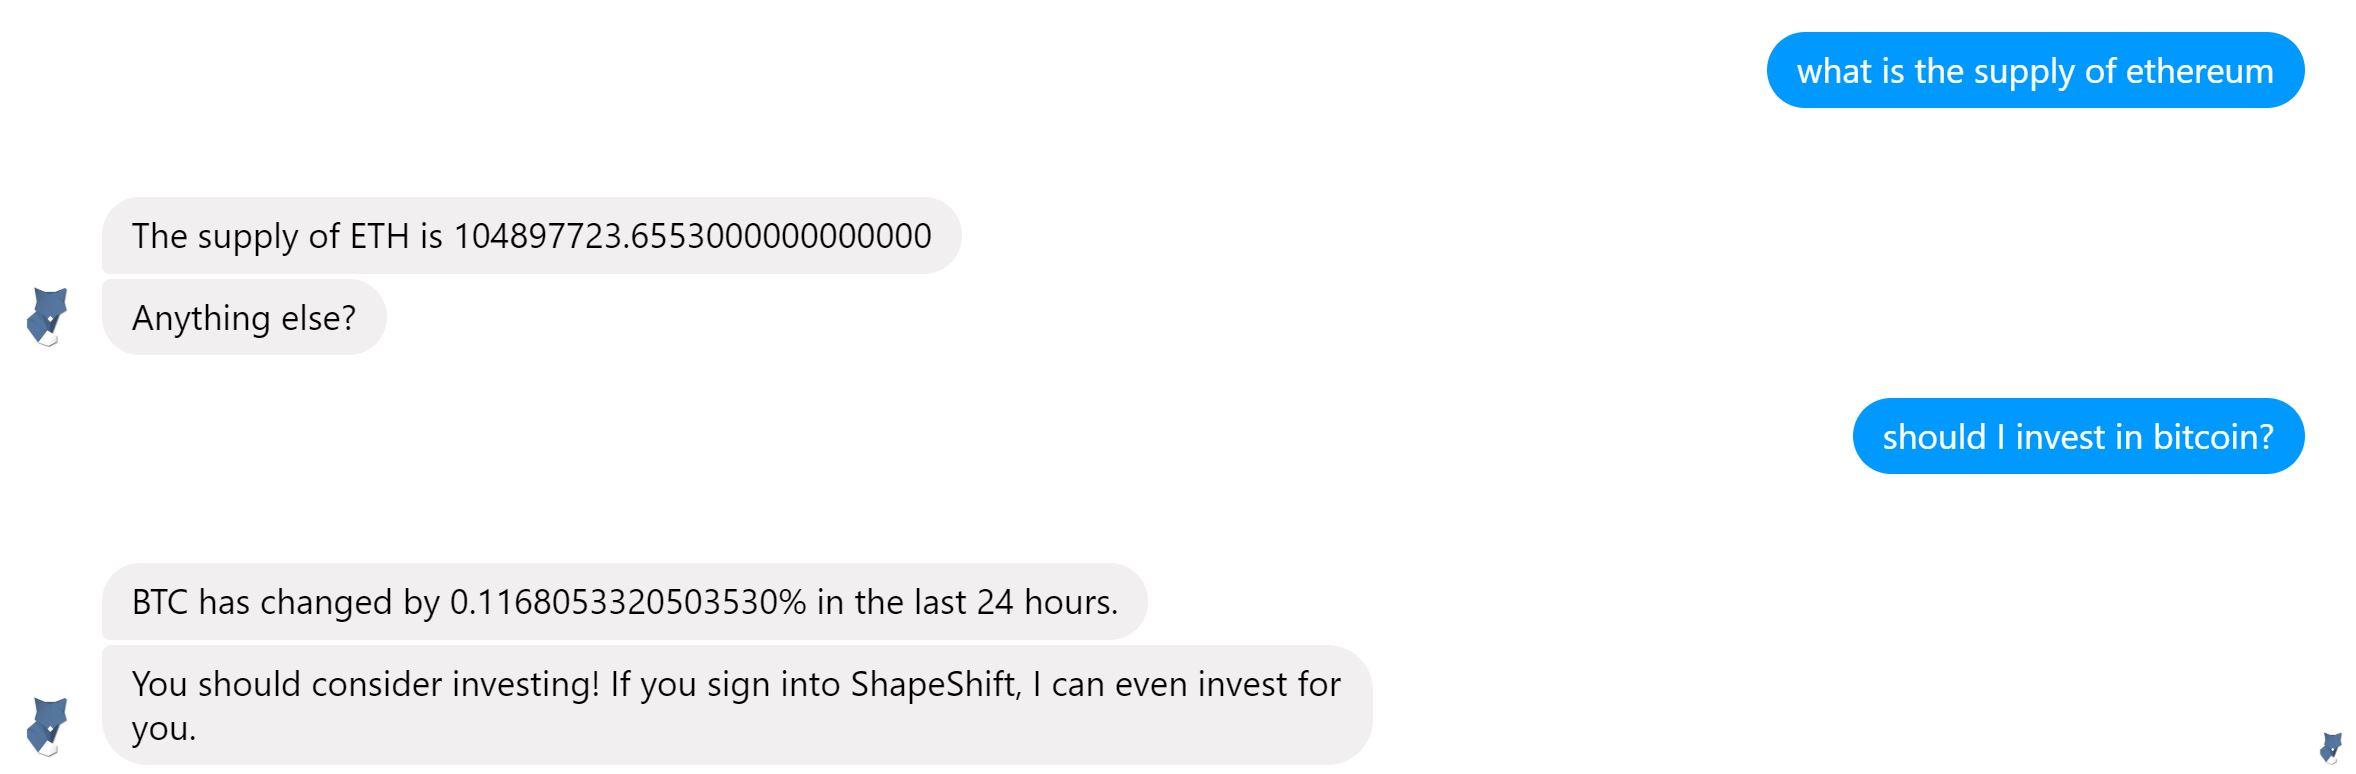 what is the supply of ethereum
The supply of ETH is 104897723.6553000000000000
Anything else?
should I invest in bitcoin?
BTC has changed by 0.1168053320503530% in the last 24 hours.
You should consider investing! If you sign into ShapeShift, I can even invest for
you.